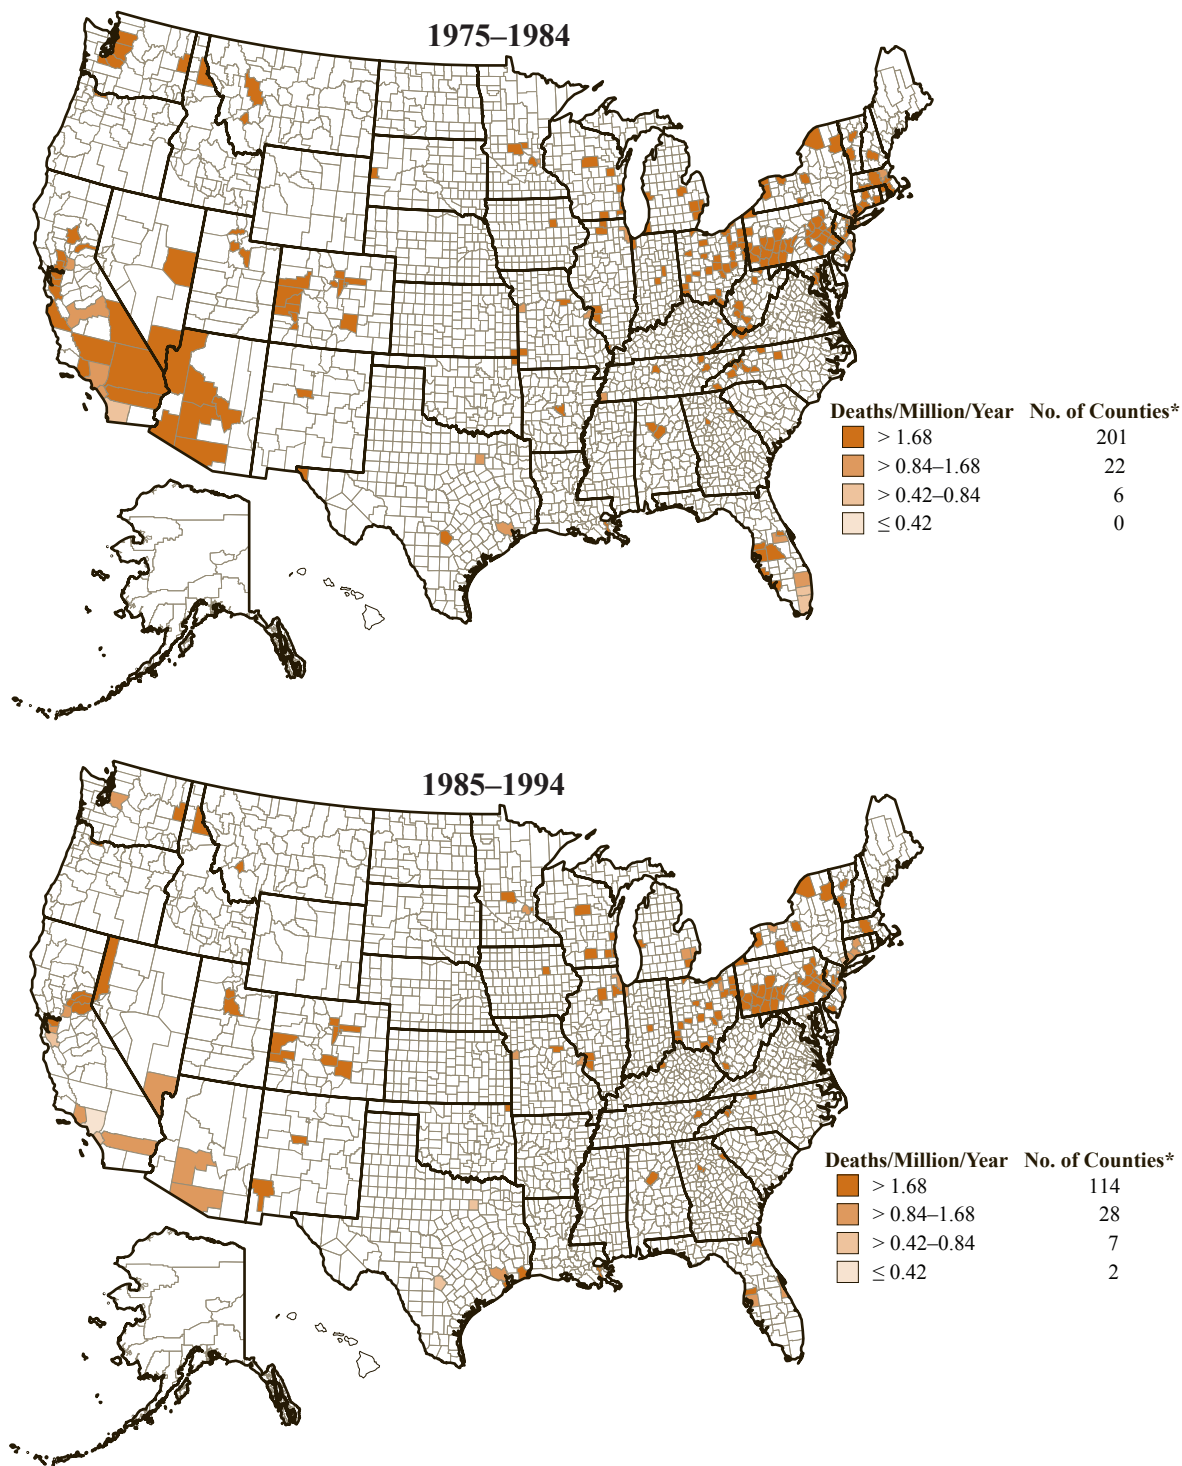 1975–1984
Deaths/Million/Year No. of Counties*
> 1.68 201
> 0.84–1.68 22
> 0.42–0.84 6
≤ 0.42 0
1985–1994
Deaths/Million/Year No. of Counties*
> 1.68 114
> 0.84–1.68 28
> 0.42–0.84 7
≤ 0.42 2